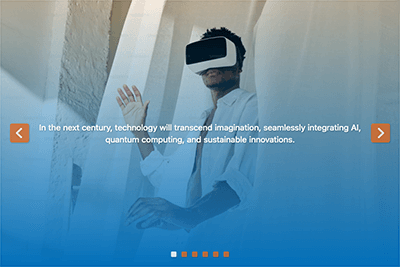 In the next century, technology will transcend imagination, seamlessly integrating AI,
quantum computing, and sustainable innovations.